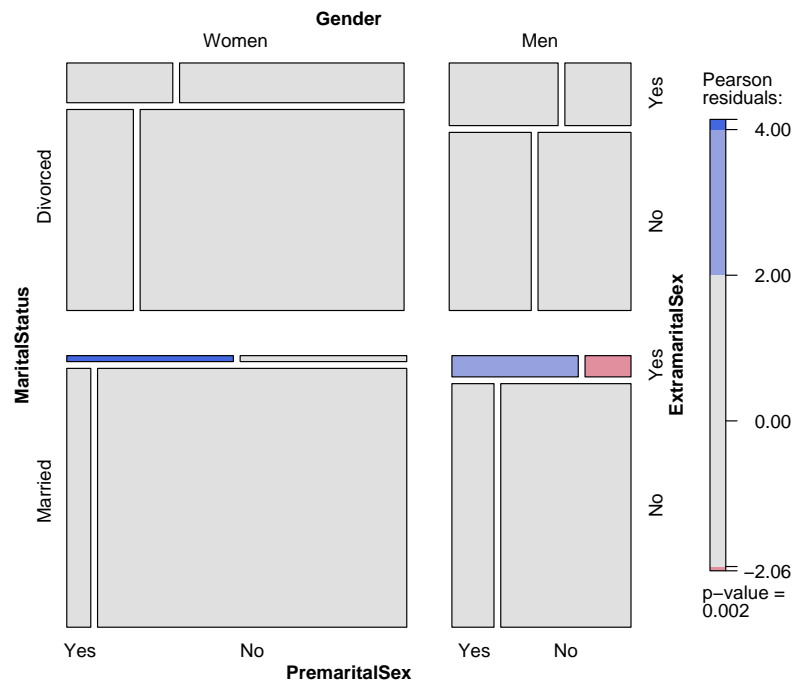 Gender
Women Men
MaritalStatus
Divorced
Married
Yes
No
Yes
No
ExtramaritalSex
Yes No Yes No
PremaritalSex
Pearson
residuals:
4.00
2.00
0.00
−2.06
p−value =
0.002